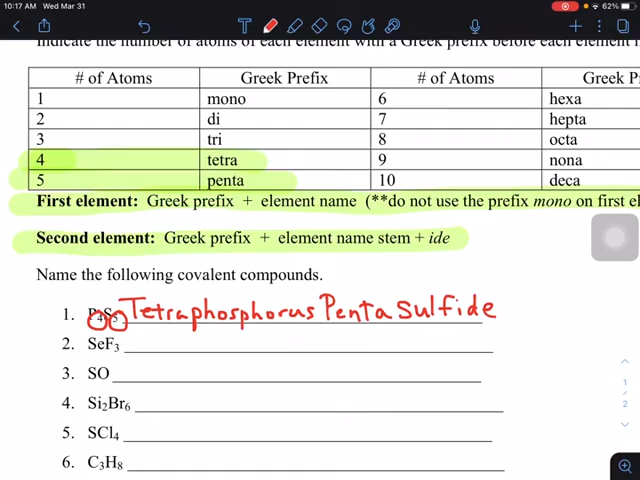 10:17 AM Wed Mar 31
62%
Indicate the number of atoms of each element with a Greek prefix before each element
# of Atoms Greek Prefix # of Atoms Greek P
1 mono 6 hexa
2 di 7 hepta
3 tri 8 octa
4 tetra 9 nona
5 penta 10 deca
First element: Greek prefix + element name (**do not use the prefix mono on first el
Second element: Greek prefix + element name stem + ide
Name the following covalent compounds.
1. P₄S₅ Tetraphosphorus Penta Sulfide
2. SeF₃
3. SO
4. Si₂Br₆
5. SCl₄
6. C₃H₈
1
/
2